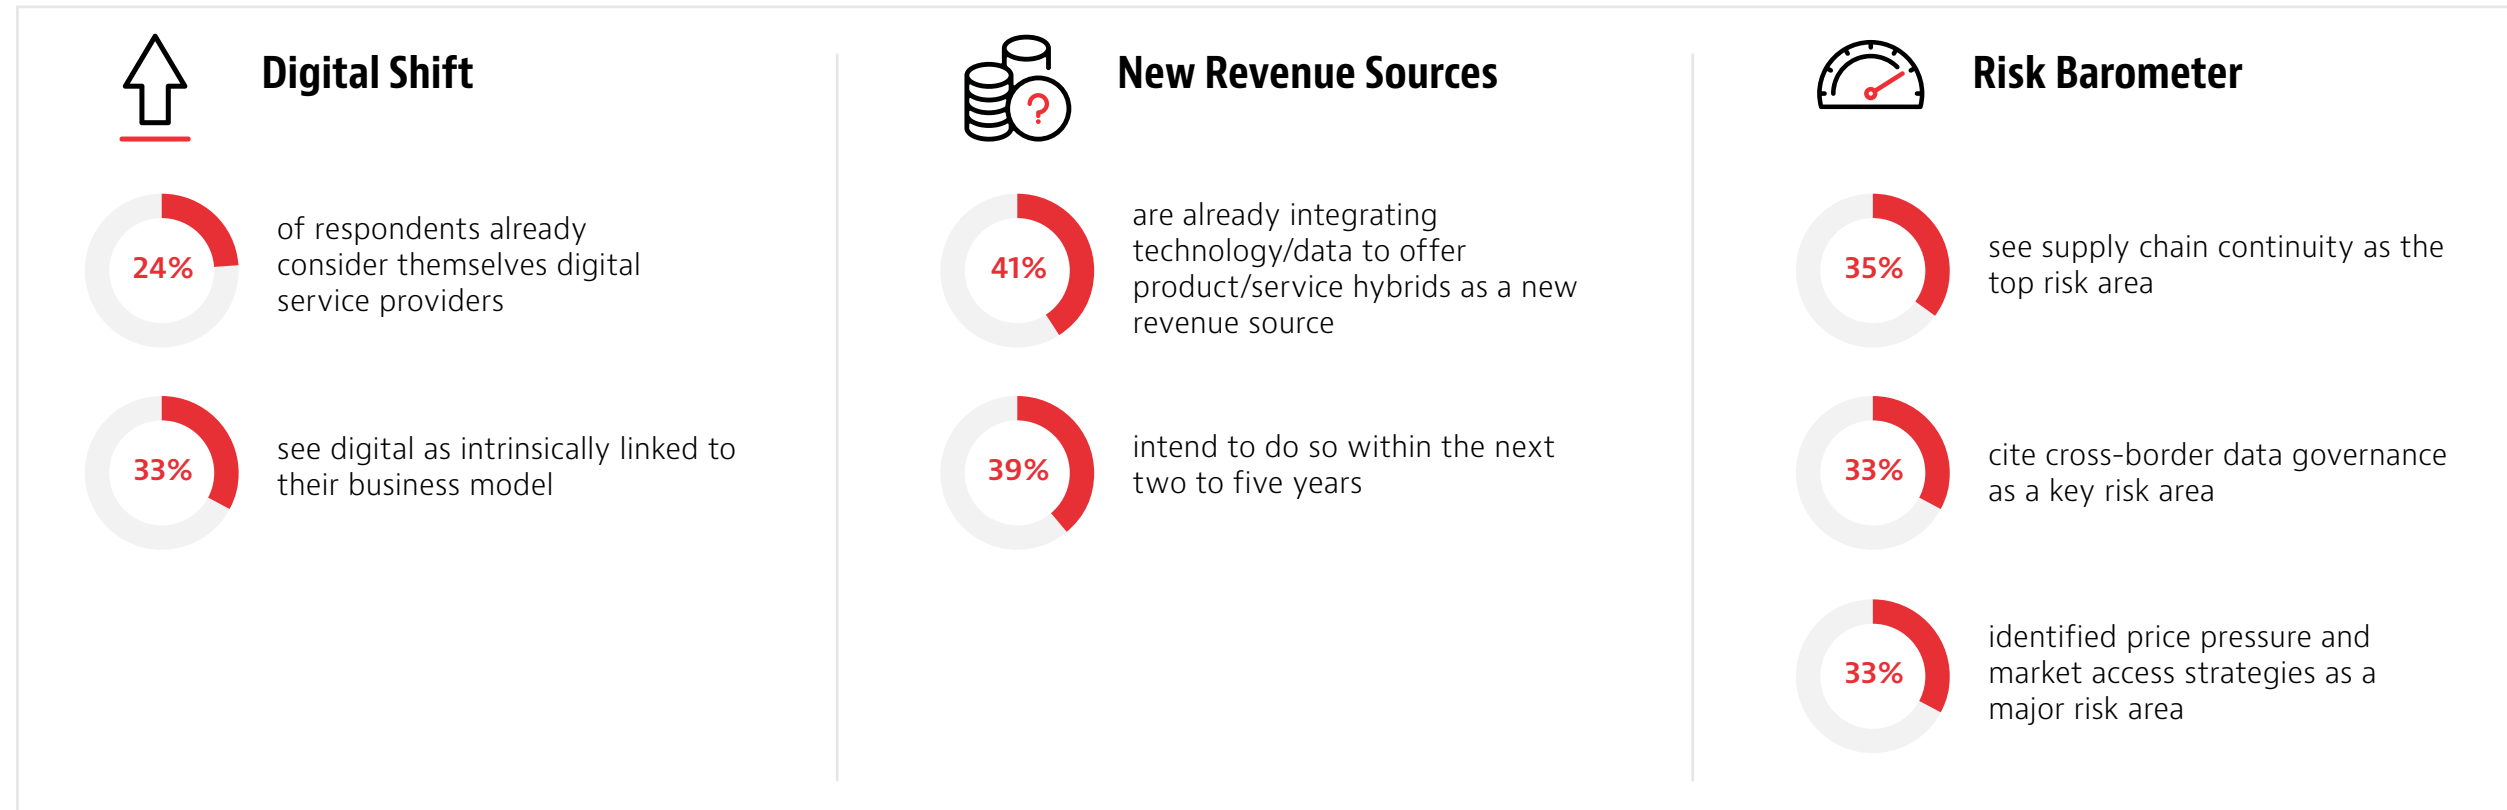 Digital Shift
24%
of respondents already
consider themselves digital
service providers
33%
see digital as intrinsically linked to
their business model
New Revenue Sources
?
41%
are already integrating
technology/data to offer
product/service hybrids as a new
revenue source
39%
intend to do so within the next
two to five years
Risk Barometer
35%
see supply chain continuity as the
top risk area
33%
cite cross-border data governance
as a key risk area
33%
identified price pressure and
market access strategies as a
major risk area